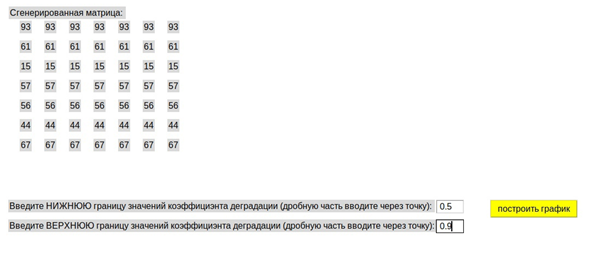 Сгенерированная матрица:
93 93 93 93 93 93 93
61 61 61 61 61 61 61
15 15 15 15 15 15 15
57 57 57 57 57 57 57
56 56 56 56 56 56 56
44 44 44 44 44 44 44
67 67 67 67 67 67 67
Введите НИЖНЮЮ границу значений коэффициэнта деградации (дробную часть вводите через точку): 0.5
построить график
Введите ВЕРХНЮЮ границу значений коэффициэнта деградации (дробную часть вводите через точку): 0.9